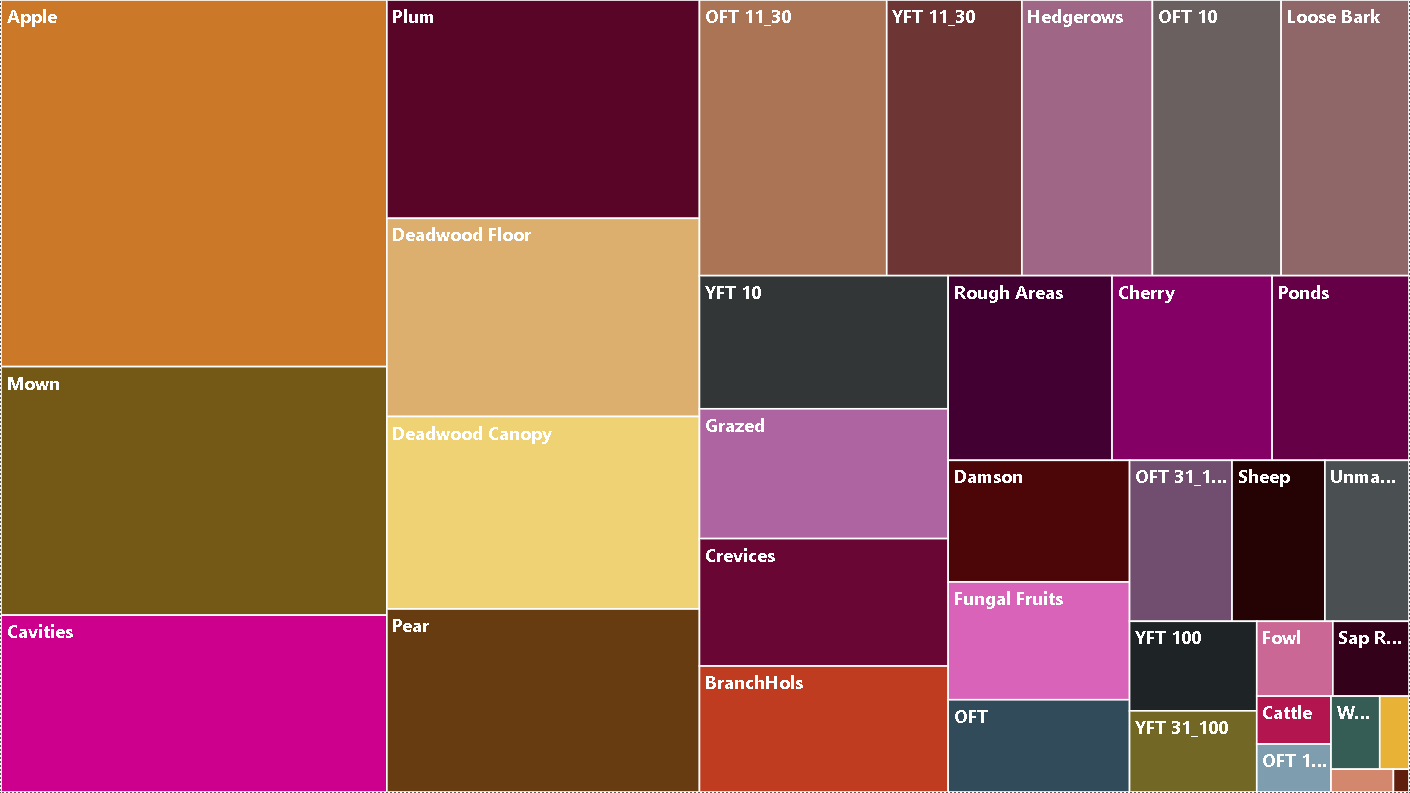 Apple
Plum
OFT 11_30
YFT 11_30
Hedgerows
OFT 10
Loose Bark
Deadwood Floor
YFT 10
Rough Areas
Cherry
Ponds
Mown
Deadwood Canopy
Grazed
Damson
OFT 31_1...
Sheep
Unma...
Crevices
Fungal Fruits
Cavities
Pear
YFT 100
Fowl
Sap R...
BranchHols
OFT
Cattle
W...
YFT 31_100
OFT 1...